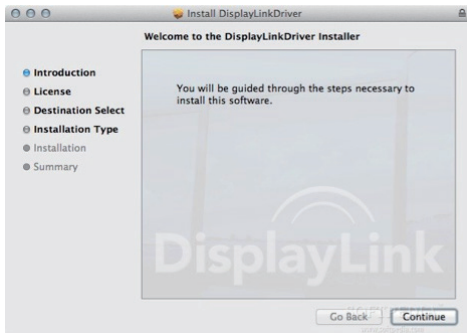 Install DisplayLinkDriver
Welcome to the DisplayLinkDriver Installer
Introduction
License
Destination Select
Installation Type
Installation
Summary
You will be guided through the steps necessary to
install this software.
DisplayLink
Go Back
Continue